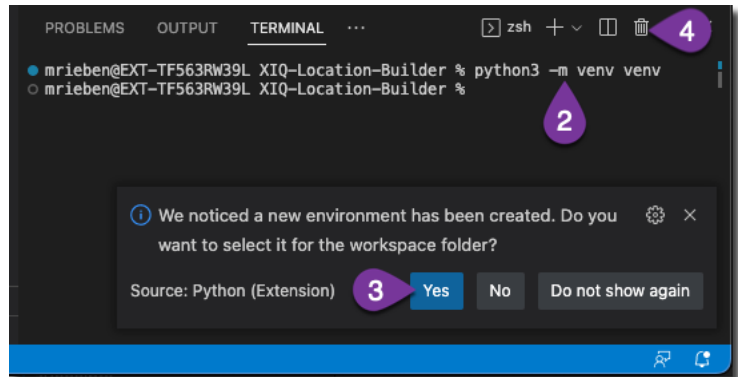 PROBLEMS OUTPUT TERMINAL ··· zsh 4
mrieben@EXT-TF563RW39L XIQ-Location-Builder % python3 -m venv venv
mrieben@EXT-TF563RW39L XIQ-Location-Builder %
2
We noticed a new environment has been created. Do you
want to select it for the workspace folder?
Source: Python (Extension) 3 Yes No Do not show again